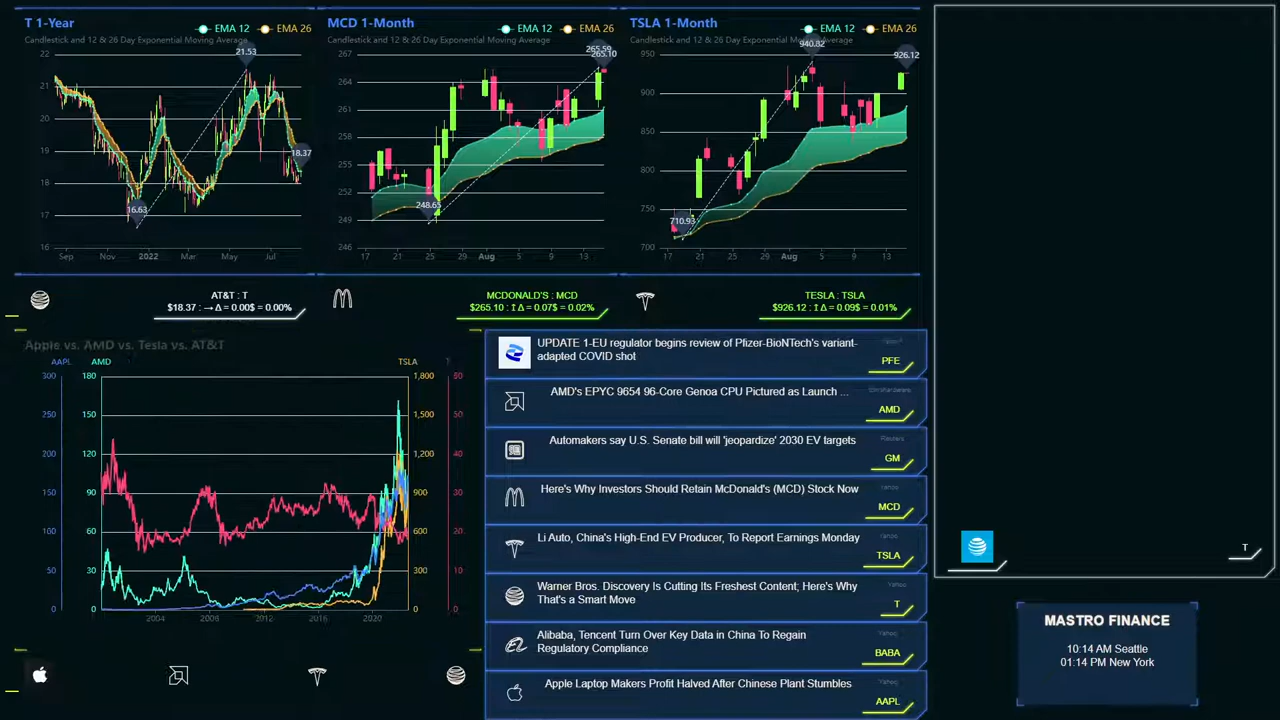 T 1-Year
EMA 12
EMA 26
Candlestick and 12 & 26 Day Exponential Moving Average
21.53
22
21
20
19
18
17
16
18.37
16.63
Sep
Nov
2022
Mar
May
Jul
MCD 1-Month
EMA 12
EMA 26
Candlestick and 12 & 26 Day Exponential Moving Average
265.59
265.10
267
264
261
258
255
252
249
246
248.65
17
21
25
29
Aug
5
9
13
TSLA 1-Month
EMA 12
EMA 26
Candlestick and 12 & 26 Day Exponential Moving Average
940.82
926.12
950
900
850
800
750
700
710.93
17
21
25
29
Aug
5
9
13
AT&T : T
$18.37 : → Δ = 0.00$ = 0.00%
MCDONALD'S : MCD
$265.10 : ↥ Δ = 0.07$ = 0.02%
TESLA : TSLA
$926.12 : ↥ Δ = 0.09$ = 0.01%
Apple vs. AMD vs. Tesla vs. AT&T
AAPL
AMD
TSLA
T
300
250
200
150
100
50
0
180
150
120
90
60
30
0
1,800
1,500
1,200
900
600
300
0
60
50
40
30
20
10
0
2004
2008
2012
2016
2020
UPDATE 1-EU regulator begins review of Pfizer-BioNTech's variant-
adapted COVID shot
Yahoo
PFE
AMD's EPYC 9654 96-Core Genoa CPU Pictured as Launch ...
AMD
Automakers say U.S. Senate bill will 'jeopardize' 2030 EV targets
Reuters
GM
Here's Why Investors Should Retain McDonald's (MCD) Stock Now
Yahoo
MCD
Li Auto, China's High-End EV Producer, To Report Earnings Monday
Yahoo
TSLA
Warner Bros. Discovery Is Cutting Its Freshest Content; Here's Why
That's a Smart Move
Yahoo
T
Alibaba, Tencent Turn Over Key Data in China To Regain
Regulatory Compliance
Yahoo
BABA
Apple Laptop Makers Profit Halved After Chinese Plant Stumbles
Yahoo
AAPL
T
MASTRO FINANCE
10:14 AM Seattle
01:14 PM New York